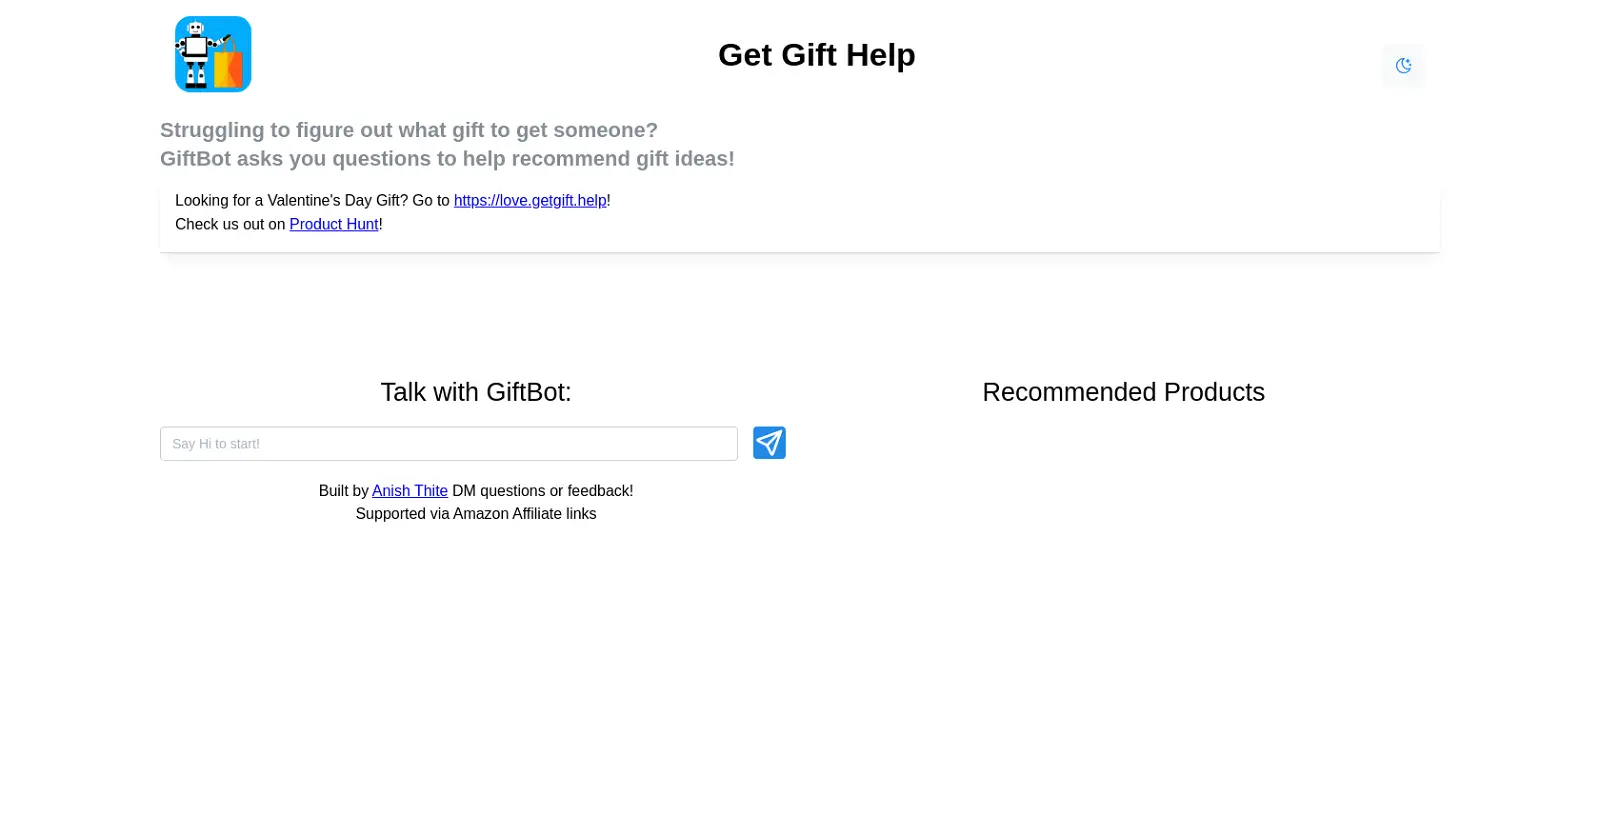 Get Gift Help
Struggling to figure out what gift to get someone?
GiftBot asks you questions to help recommend gift ideas!
Looking for a Valentine's Day Gift? Go to https://love.getgift.help!
Check us out on Product Hunt!
Talk with GiftBot:
Say Hi to start!
Built by Anish Thite DM questions or feedback!
Supported via Amazon Affiliate links
Recommended Products